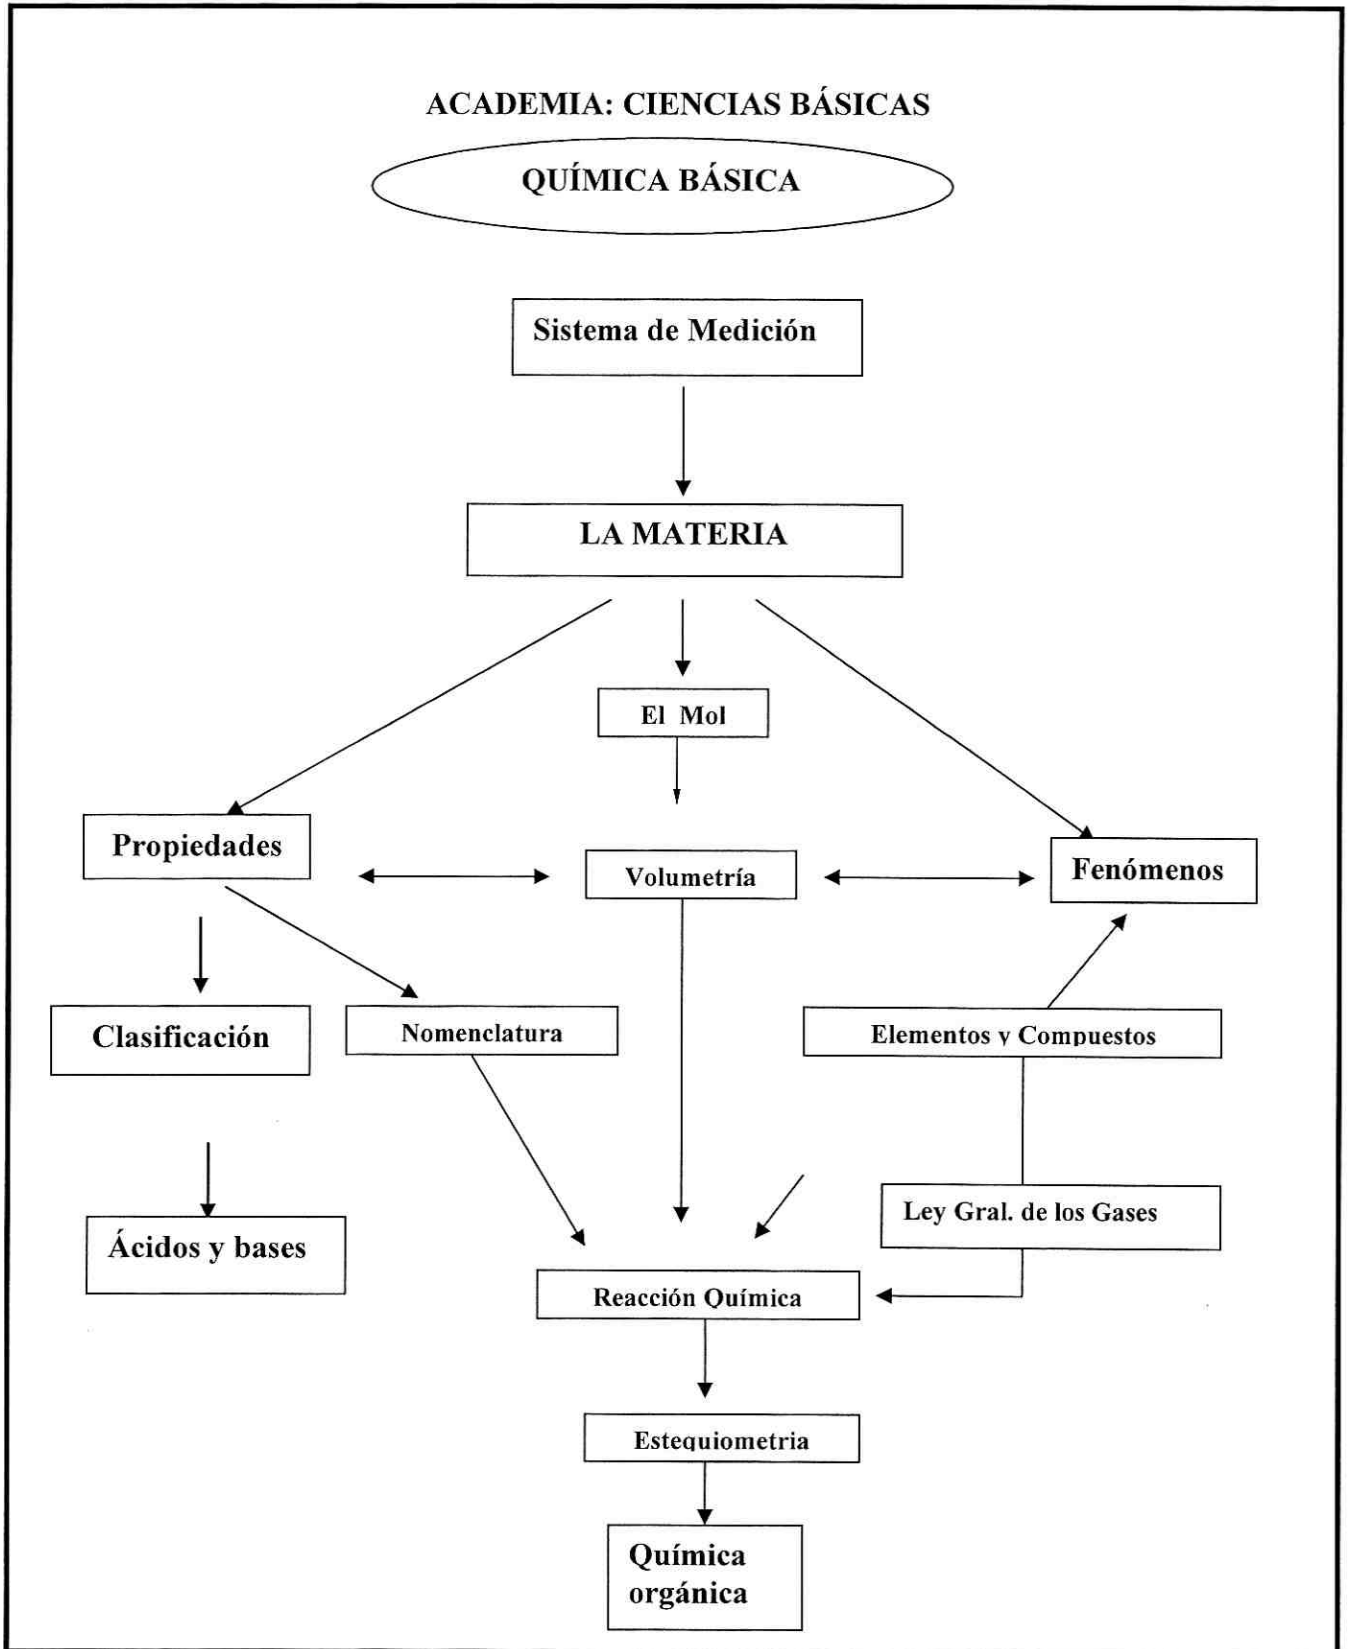 ACADEMIA: CIENCIAS BÁSICAS
QUÍMICA BÁSICA
Sistema de Medición
LA MATERIA
El Mol
Propiedades
Volumetría
Fenómenos
Clasificación
Nomenclatura
Elementos y Compuestos
Ley Gral. de los Gases
Ácidos y bases
Reacción Química
Estequiometria
Química
orgánica